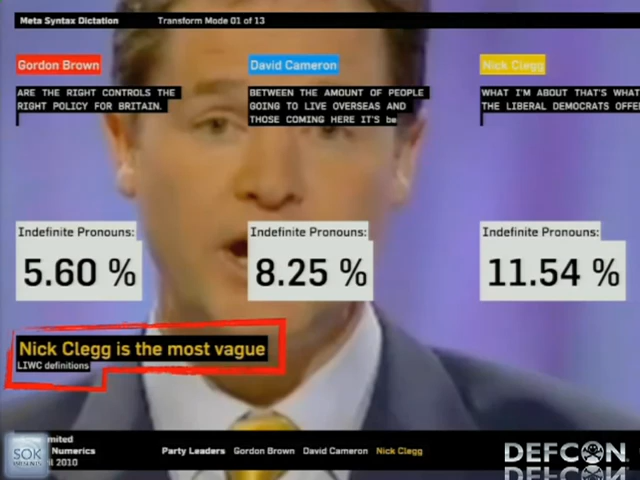 Meta Syntax Dictation Transform Mode 01 of 13
Gordon Brown
ARE THE RIGHT CONTROLS THE
RIGHT POLICY FOR BRITAIN.
David Cameron
BETWEEN THE AMOUNT OF PEOPLE
GOING TO LIVE OVERSEAS AND
THOSE COMING HERE IT'S be
Nick Clegg
WHAT I'M ABOUT THAT'S WHAT
THE LIBERAL DEMOCRATS OFFE
Indefinite Pronouns:
5.60 %
Indefinite Pronouns:
8.25 %
Indefinite Pronouns:
11.54 %
Nick Clegg is the most vague
LIWC definitions
mited
Numerics
il 2010
Party Leaders Gordon Brown David Cameron Nick Clegg
SOK
DEFCON